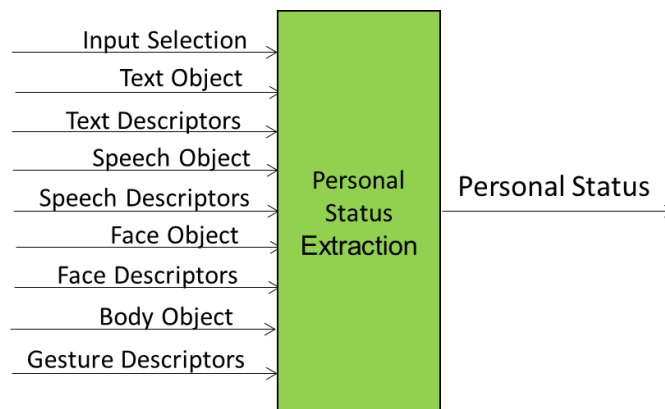 Input Selection
Text Object
Text Descriptors
Speech Object
Speech Descriptors
Face Object
Face Descriptors
Body Object
Gesture Descriptors
Personal
Status
Extraction
Personal Status